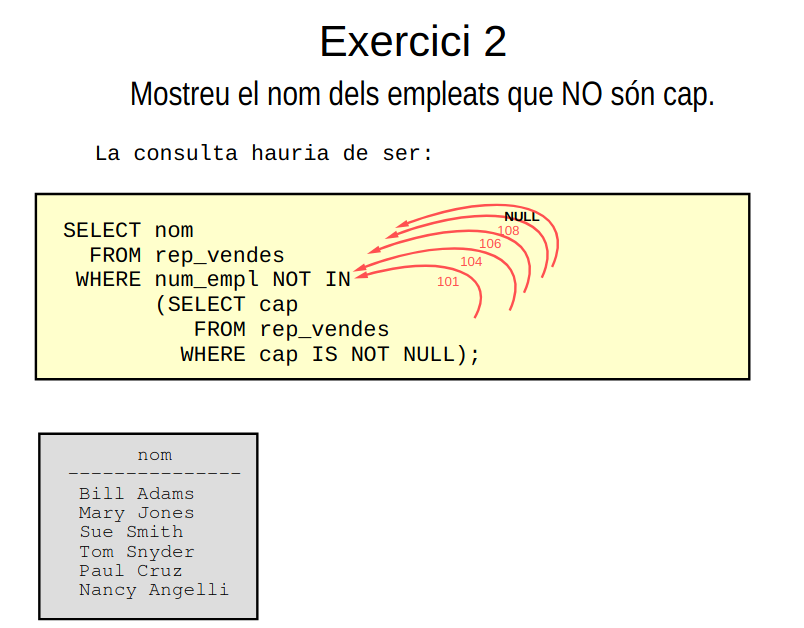 Exercici 2
Mostreu el nom dels empleats que NO són cap.
La consulta hauria de ser:
SELECT nom
FROM rep_vendes
WHERE num_empl NOT IN
(SELECT cap
FROM rep_vendes
WHERE cap IS NOT NULL);
NULL
108
106
104
101
nom
---------------
Bill Adams
Mary Jones
Sue Smith
Tom Snyder
Paul Cruz
Nancy Angelli